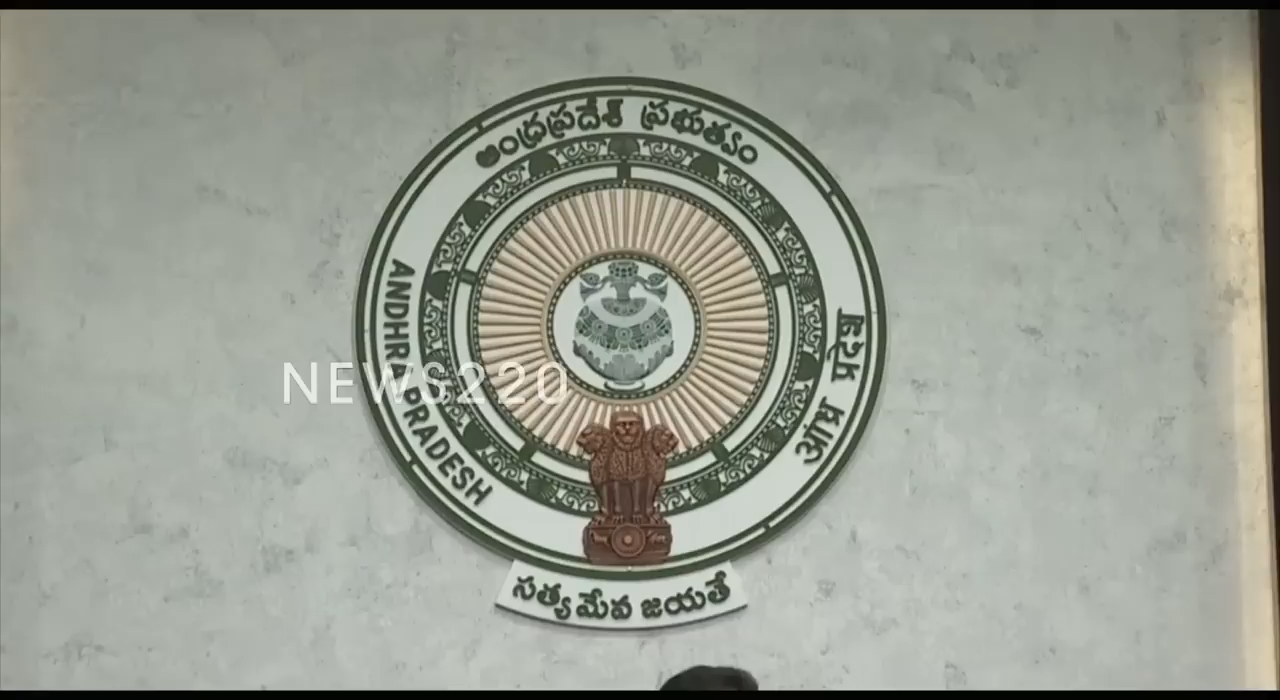 ఆంధ్రప్రదేశ్ ప్రభుత్వం
ANDHRA PRADESH
आंध्र प्रदेश
NEWS220
సత్యమేవ జయతే